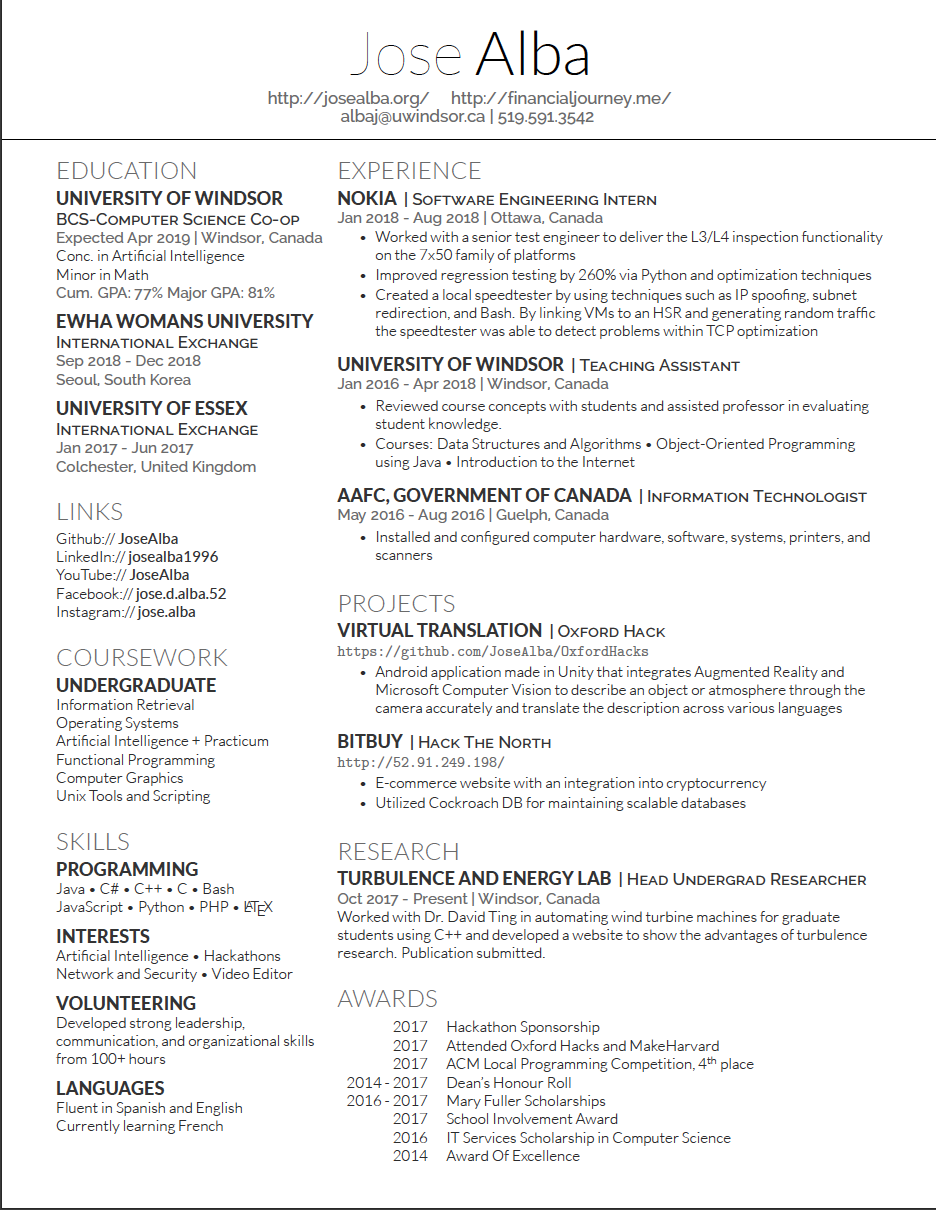 Jose Alba
http://josealba.org/ http://financialjourney.me/
albaj@uwindsor.ca | 519.591.3542
EDUCATION
UNIVERSITY OF WINDSOR
BCS-Computer Science Co-op
Expected Apr 2019 | Windsor, Canada
Conc. in Artificial Intelligence
Minor in Math
Cum. GPA: 77% Major GPA: 81%
EWHA WOMANS UNIVERSITY
International Exchange
Sep 2018 - Dec 2018
Seoul, South Korea
UNIVERSITY OF ESSEX
International Exchange
Jan 2017 - Jun 2017
Colchester, United Kingdom
LINKS
Github:// JoseAlba
LinkedIn:// josealba1996
YouTube:// JoseAlba
Facebook:// jose.d.alba.52
Instagram:// jose.alba
COURSEWORK
UNDERGRADUATE
Information Retrieval
Operating Systems
Artificial Intelligence + Practicum
Functional Programming
Computer Graphics
Unix Tools and Scripting
SKILLS
PROGRAMMING
Java • C# • C++ • C • Bash
JavaScript • Python • PHP • LATEX
INTERESTS
Artificial Intelligence • Hackathons
Network and Security • Video Editor
VOLUNTEERING
Developed strong leadership,
communication, and organizational skills
from 100+ hours
LANGUAGES
Fluent in Spanish and English
Currently learning French
EXPERIENCE
NOKIA | Software Engineering Intern
Jan 2018 - Aug 2018 | Ottawa, Canada
• Worked with a senior test engineer to deliver the L3/L4 inspection functionality
on the 7x50 family of platforms
• Improved regression testing by 260% via Python and optimization techniques
• Created a local speedtester by using techniques such as IP spoofing, subnet
redirection, and Bash. By linking VMs to an HSR and generating random traffic
the speedtester was able to detect problems within TCP optimization
UNIVERSITY OF WINDSOR | Teaching Assistant
Jan 2016 - Apr 2018 | Windsor, Canada
• Reviewed course concepts with students and assisted professor in evaluating
student knowledge.
• Courses: Data Structures and Algorithms • Object-Oriented Programming
using Java • Introduction to the Internet
AAFC, GOVERNMENT OF CANADA | Information Technologist
May 2016 - Aug 2016 | Guelph, Canada
• Installed and configured computer hardware, software, systems, printers, and
scanners
PROJECTS
VIRTUAL TRANSLATION | Oxford Hack
https://github.com/JoseAlba/OxfordHacks
• Android application made in Unity that integrates Augmented Reality and
Microsoft Computer Vision to describe an object or atmosphere through the
camera accurately and translate the description across various languages
BITBUY | Hack The North
http://52.91.249.198/
• E-commerce website with an integration into cryptocurrency
• Utilized Cockroach DB for maintaining scalable databases
RESEARCH
TURBULENCE AND ENERGY LAB | Head Undergrad Researcher
Oct 2017 - Present | Windsor, Canada
Worked with Dr. David Ting in automating wind turbine machines for graduate
students using C++ and developed a website to show the advantages of turbulence
research. Publication submitted.
AWARDS
2017 Hackathon Sponsorship
2017 Attended Oxford Hacks and MakeHarvard
2017 ACM Local Programming Competition, 4th place
2014 - 2017 Dean's Honour Roll
2016 - 2017 Mary Fuller Scholarships
2017 School Involvement Award
2016 IT Services Scholarship in Computer Science
2014 Award Of Excellence